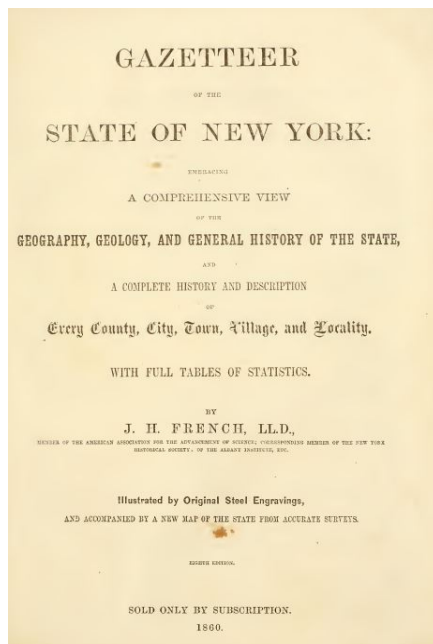 GAZETTEER
OF THE
STATE OF NEW YORK:
EMBRACING
A COMPREHENSIVE VIEW
OF THE
GEOGRAPHY, GEOLOGY, AND GENERAL HISTORY OF THE STATE,
AND
A COMPLETE HISTORY AND DESCRIPTION
OF
Every County, City, Town, Village, and Locality.
WITH FULL TABLES OF STATISTICS.
BY
J. H. FRENCH, LL.D.,
MEMBER OF THE AMERICAN ASSOCIATION FOR THE ADVANCEMENT OF SCIENCE; CORRESPONDING MEMBER OF THE NEW YORK
HISTORICAL SOCIETY; OF THE ALBANY INSTITUTE, ETC.
Illustrated by Original Steel Engravings,
AND ACCOMPANIED BY A NEW MAP OF THE STATE FROM ACCURATE SURVEYS.
EIGHTH EDITION.
SOLD ONLY BY SUBSCRIPTION.
1860.